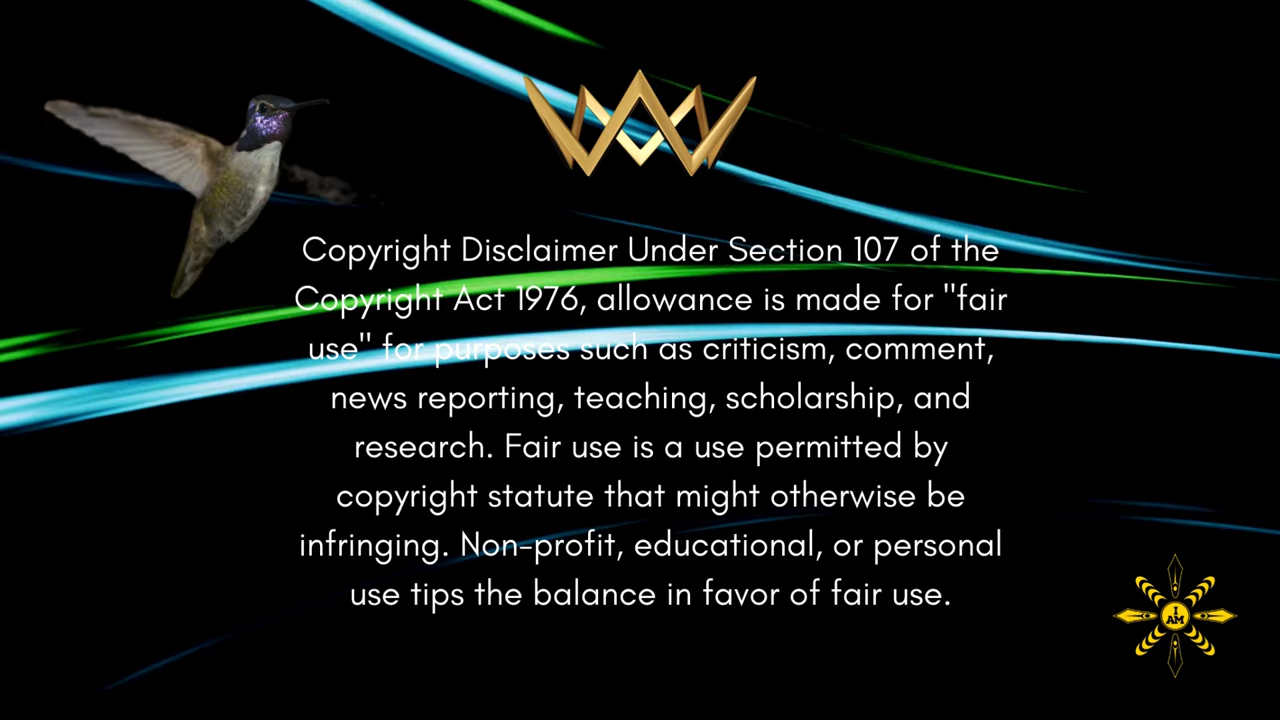 Copyright Disclaimer Under Section 107 of the
Copyright Act 1976, allowance is made for "fair
use" for purposes such as criticism, comment,
news reporting, teaching, scholarship, and
research. Fair use is a use permitted by
copyright statute that might otherwise be
infringing. Non-profit, educational, or personal
use tips the balance in favor of fair use.
I
AM